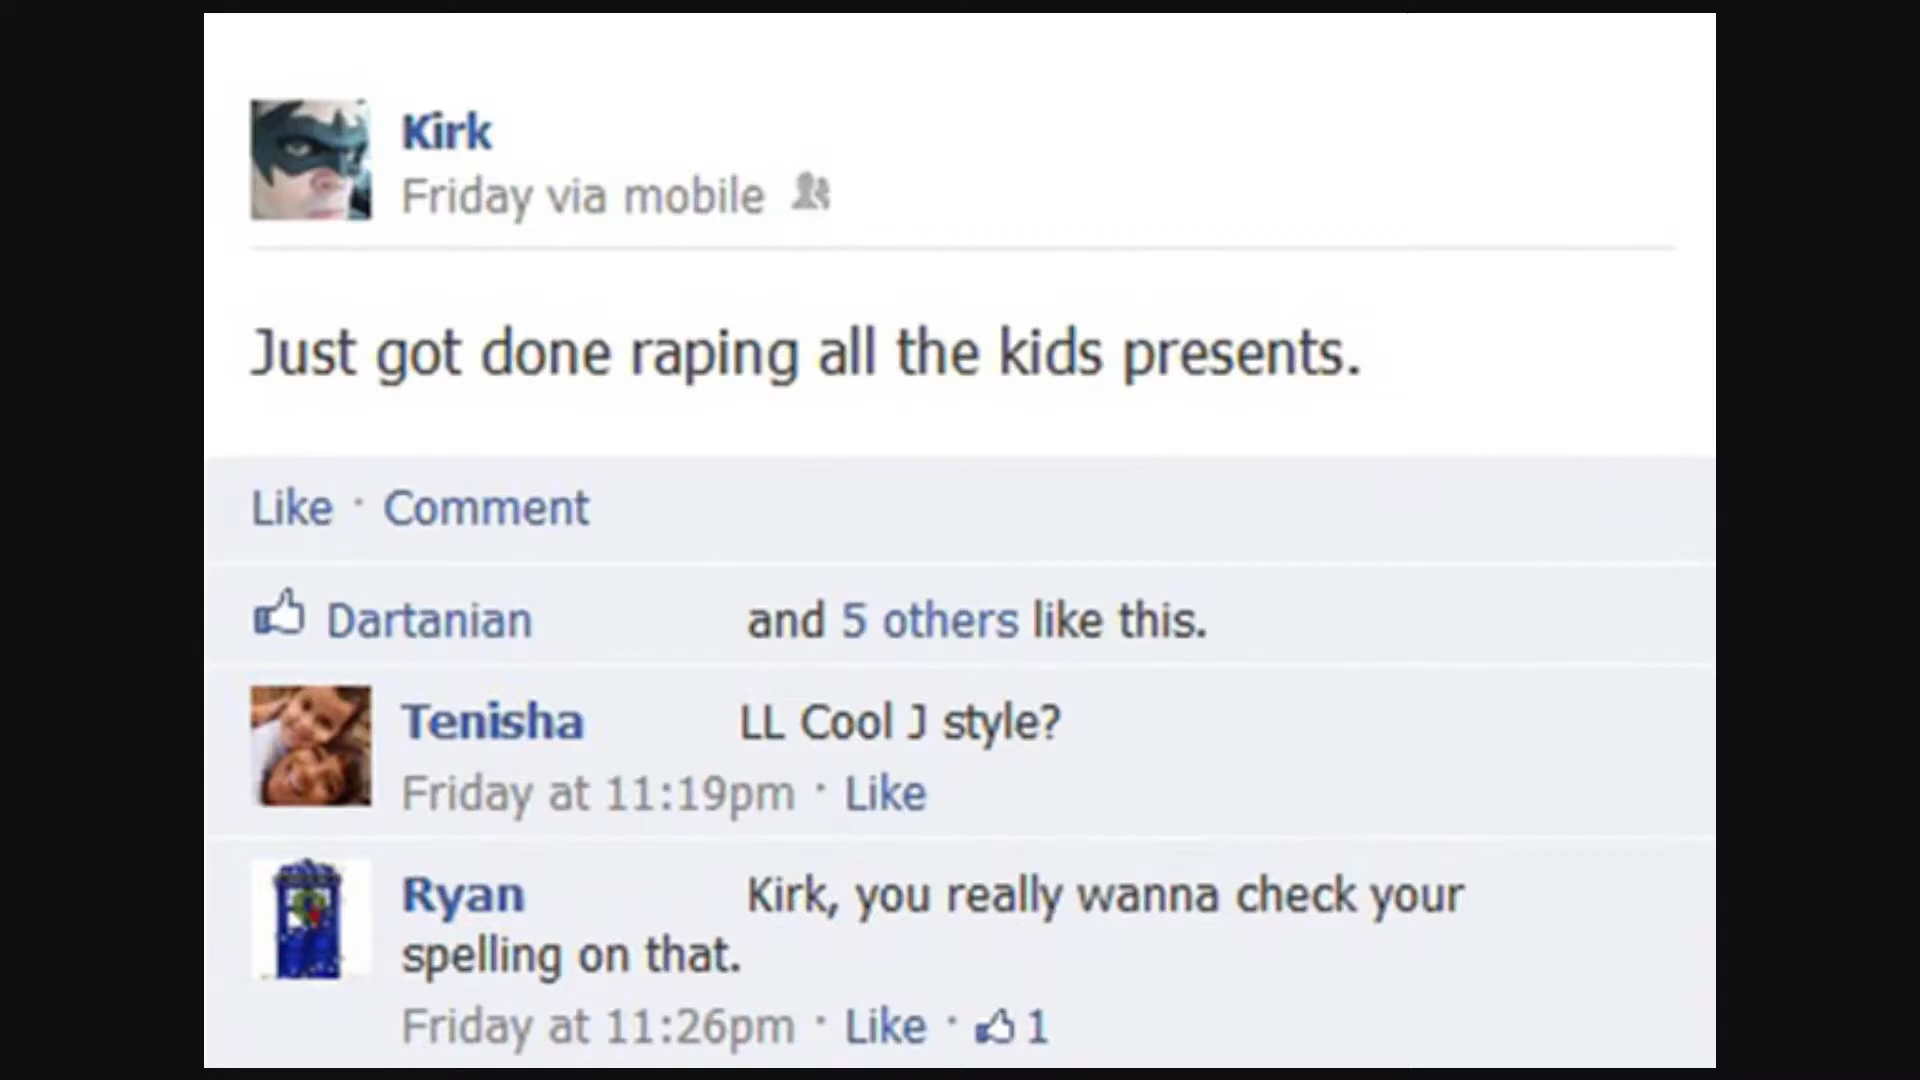 Kirk
Friday via mobile
Just got done raping all the kids presents.
Like · Comment
Dartanian and 5 others like this.
Tenisha LL Cool J style?
Friday at 11:19pm · Like
Ryan Kirk, you really wanna check your
spelling on that.
Friday at 11:26pm · Like · 1